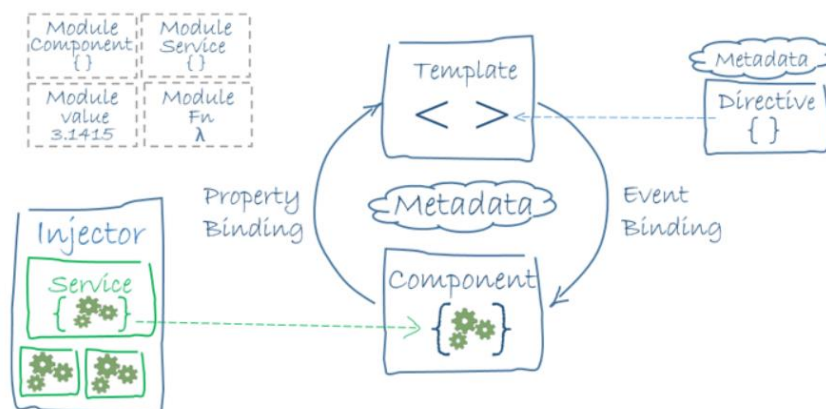 Module
Component
{ }
Module
Service
{ }
Module
value
3.1415
Module
Fn
λ
Template
< >
Metadata
Directive
{ }
Property
Binding
Metadata
Event
Binding
Injector
Service
{ }
Component
{ }